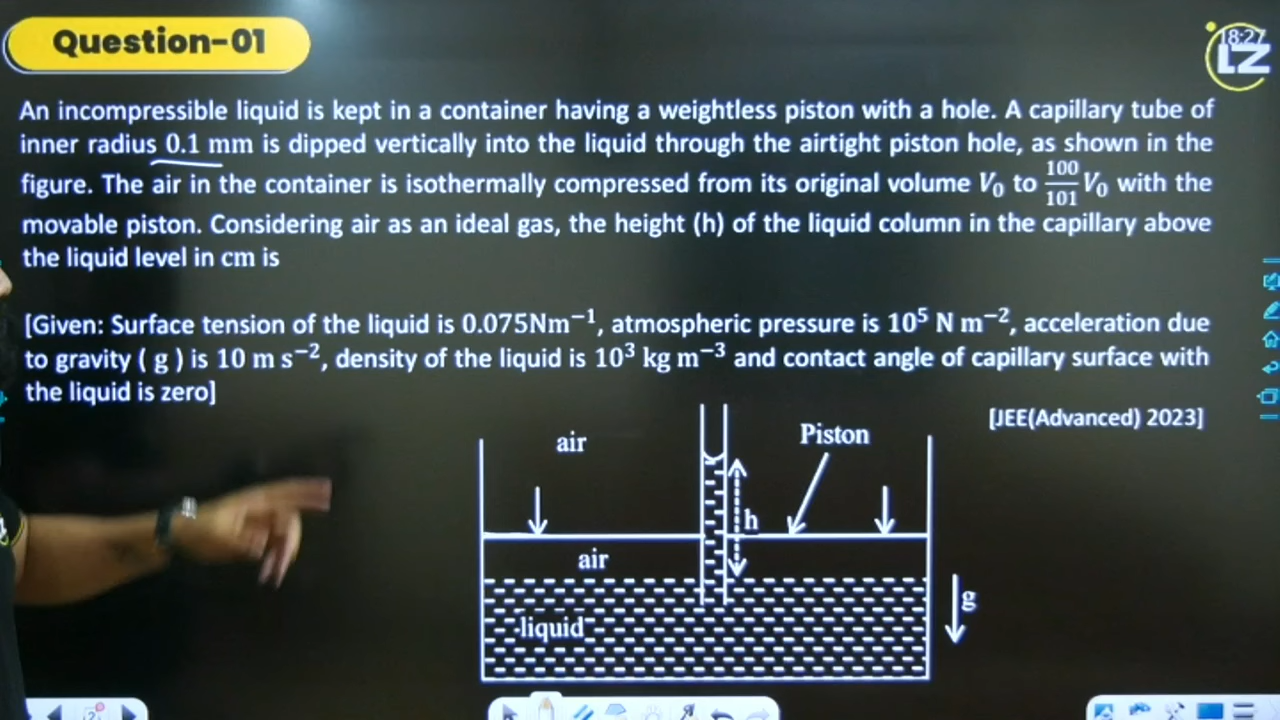 Question-01
18:27
LZ
An incompressible liquid is kept in a container having a weightless piston with a hole. A capillary tube of
inner radius 0.1 mm is dipped vertically into the liquid through the airtight piston hole, as shown in the
figure. The air in the container is isothermally compressed from its original volume V₀ to 100/101 V₀ with the
movable piston. Considering air as an ideal gas, the height (h) of the liquid column in the capillary above
the liquid level in cm is
[Given: Surface tension of the liquid is 0.075Nm⁻¹, atmospheric pressure is 10⁵ N m⁻², acceleration due
to gravity ( g ) is 10 m s⁻², density of the liquid is 10³ kg m⁻³ and contact angle of capillary surface with
the liquid is zero]
[JEE(Advanced) 2023]
air
Piston
h
air
g
liquid
2